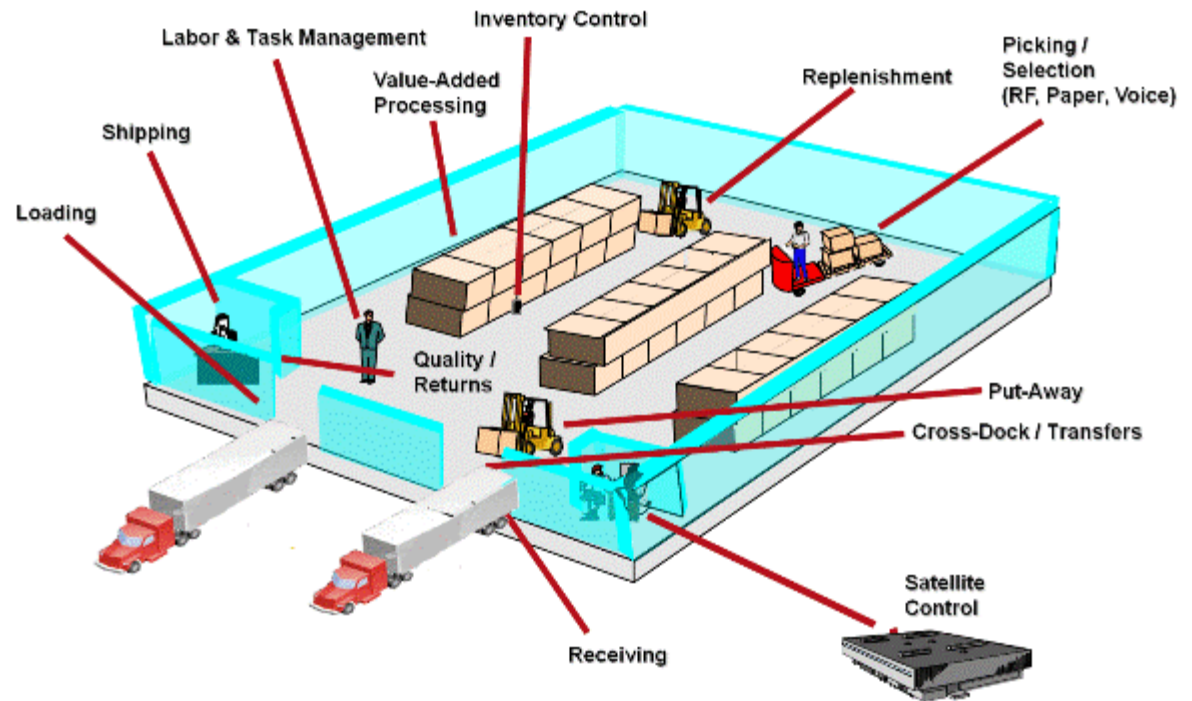 Inventory Control
Labor & Task Management
Picking /
Selection
(RF, Paper, Voice)
Value-Added
Processing
Replenishment
Shipping
Loading
Quality /
Returns
Put-Away
Cross-Dock / Transfers
Satellite
Control
Receiving